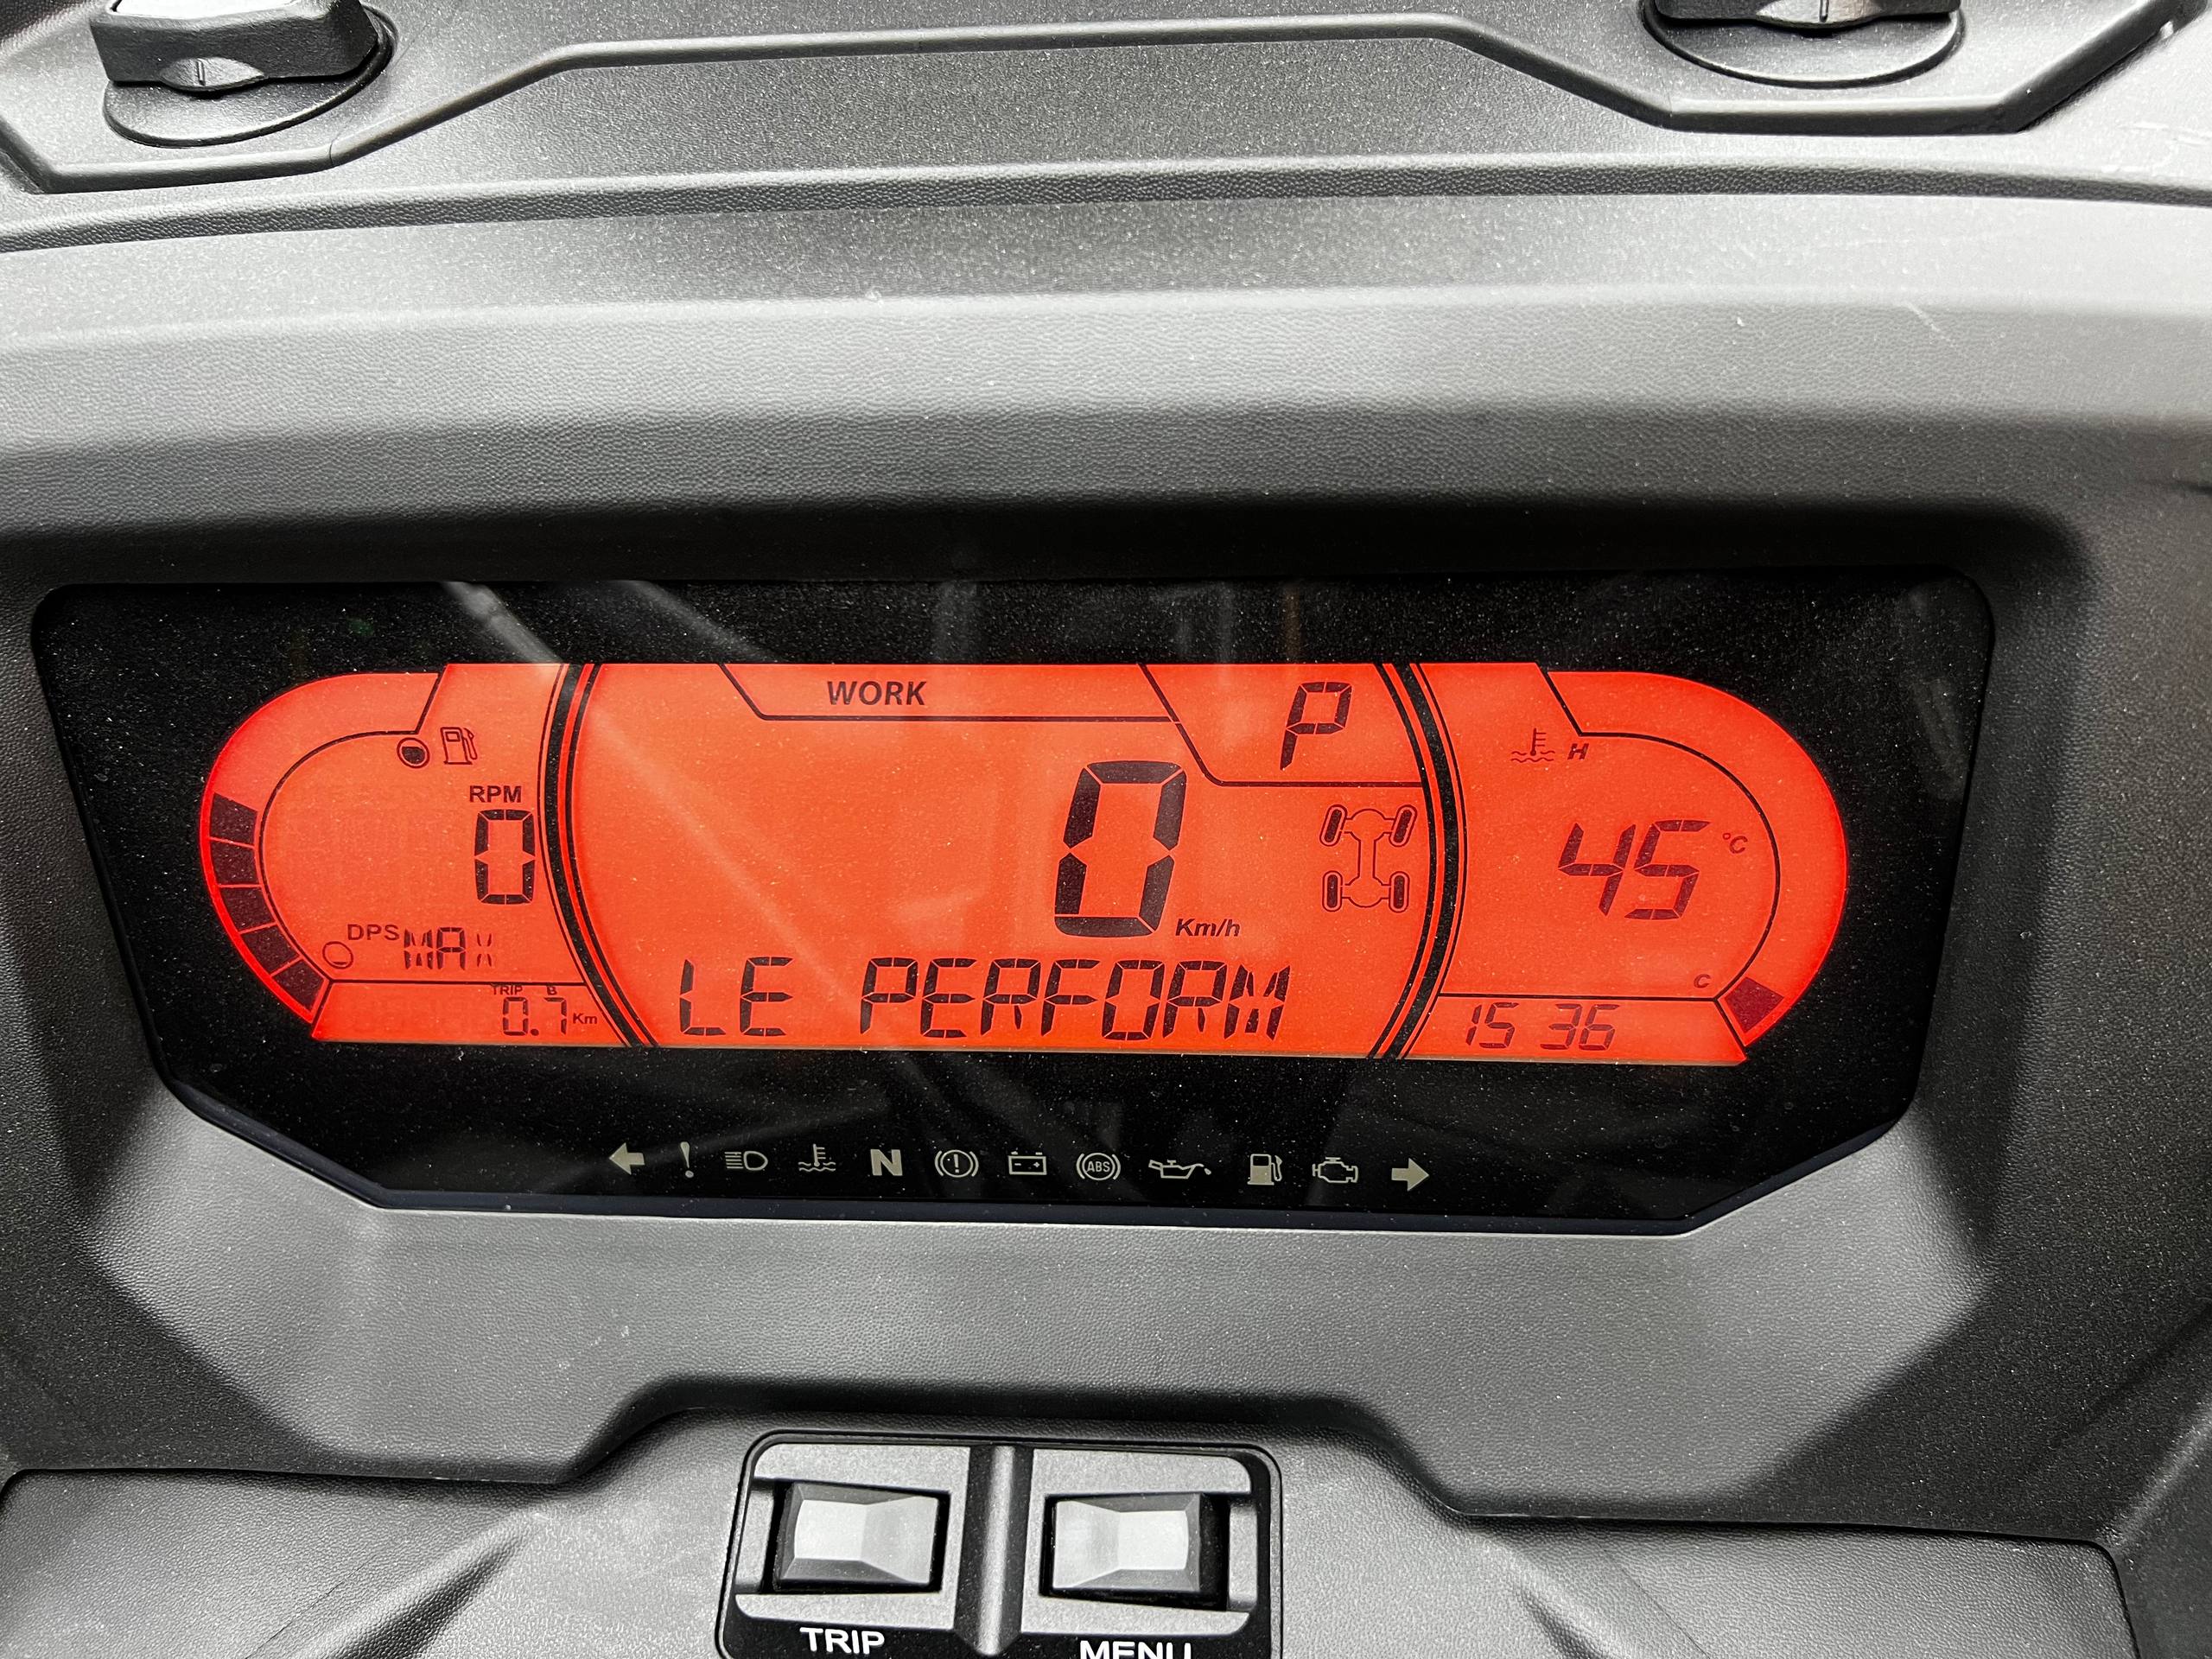 WORK
P
H
RPM
0
0
Km/h
45 °C
DPS MAX
LE PERFORM
C
TRIP B
0.7 Km
15 36
N
ABS
TRIP
MENU